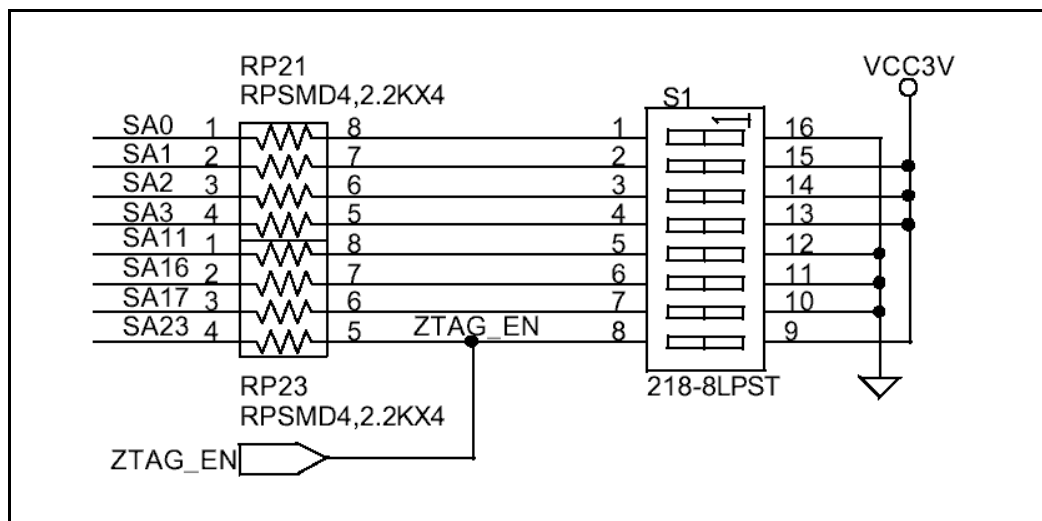 RP21
RPSMD4,2.2KX4
VCC3V
S1
SA0 1 8 1 1 16
SA1 2 7 2 15
SA2 3 6 3 14
SA3 4 5 4 13
SA11 1 8 5 12
SA16 2 7 6 11
SA17 3 6 7 10
SA23 4 5 ZTAG_EN 8 9
RP23
RPSMD4,2.2KX4
218-8LPST
ZTAG_EN